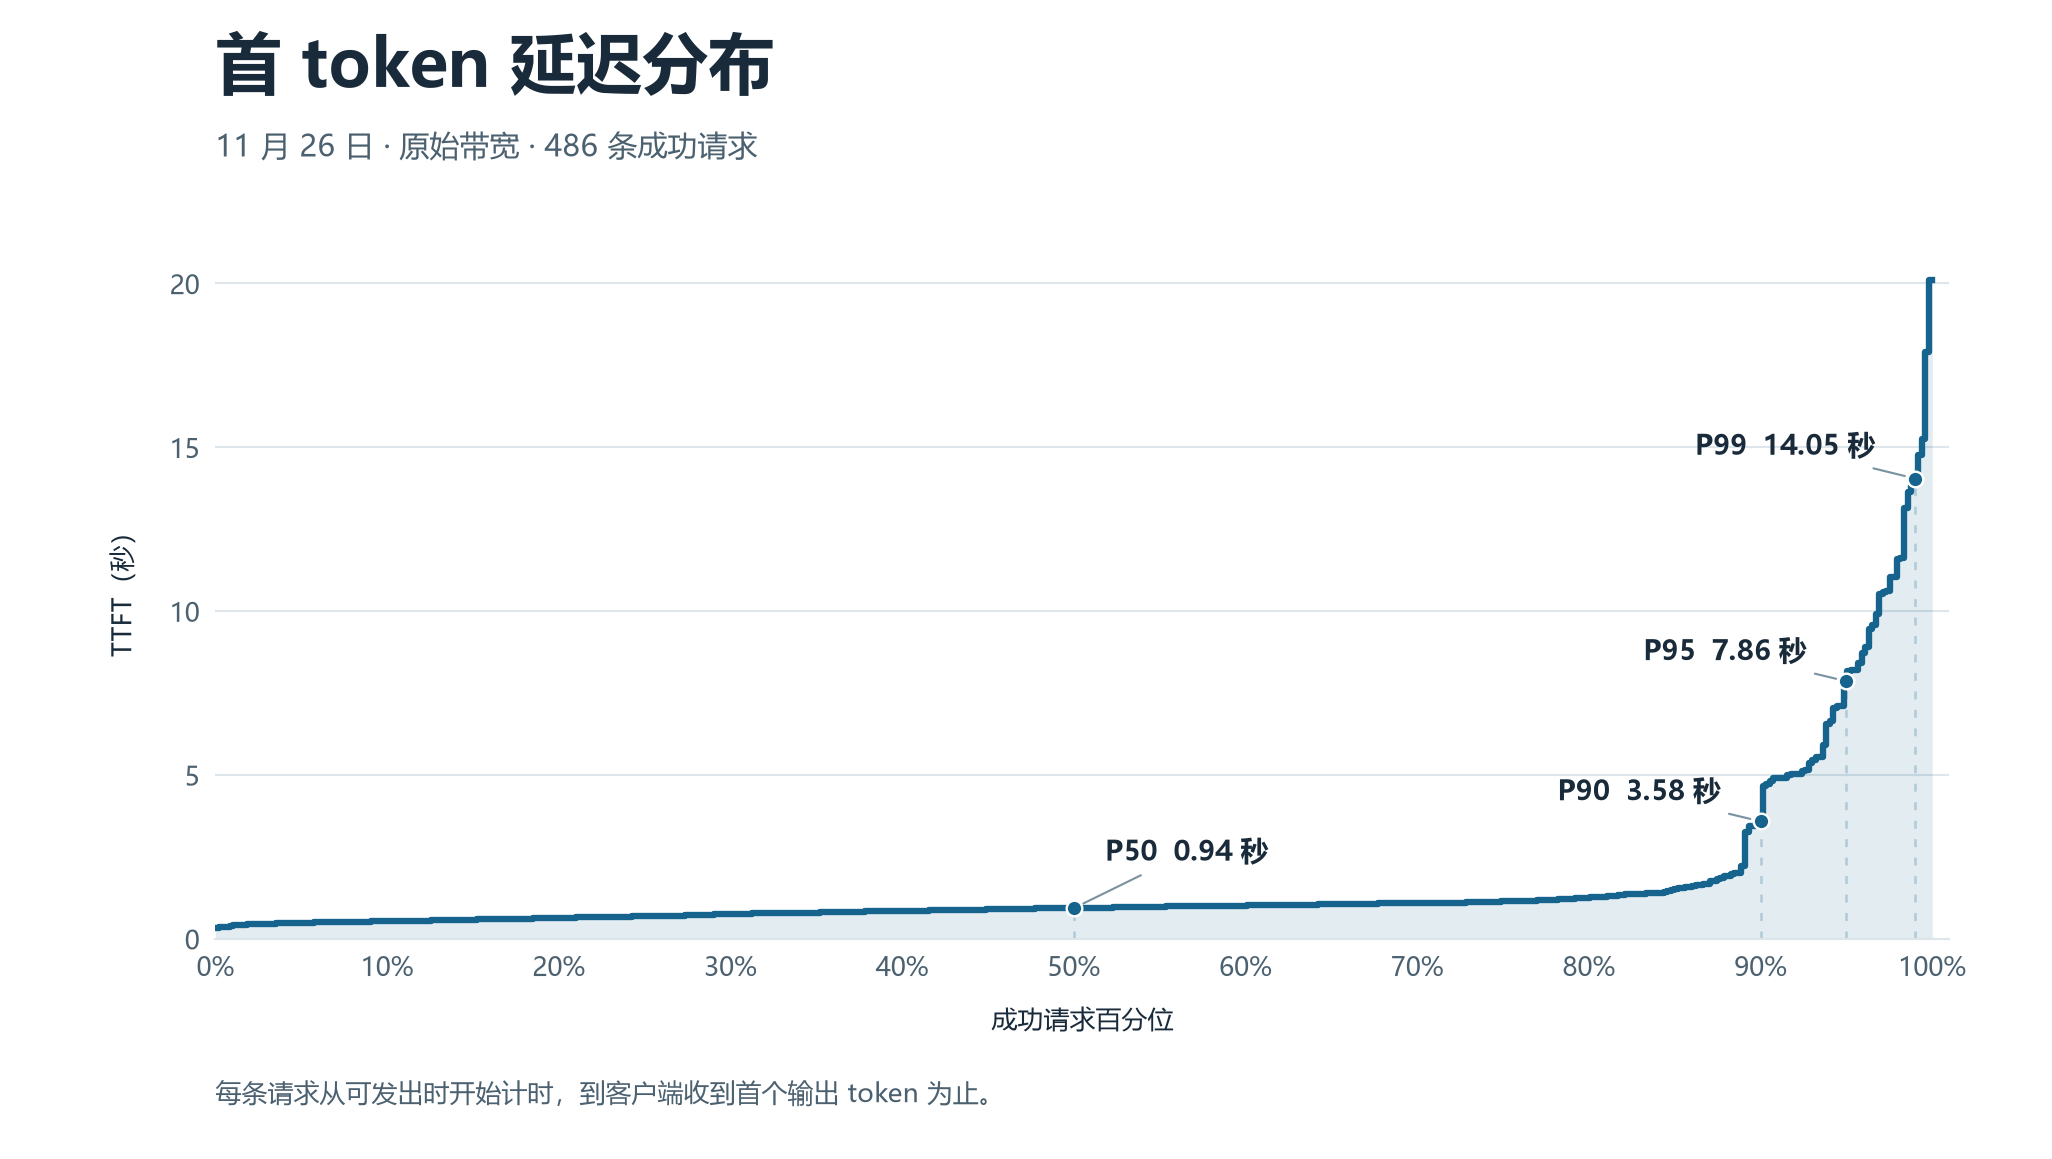 首 token 延迟分布
11 月 26 日 · 原始带宽 · 486 条成功请求
20
15
10
5
0
TTFT（秒）
P99 14.05 秒
P95 7.86 秒
P90 3.58 秒
P50 0.94 秒
0% 10% 20% 30% 40% 50% 60% 70% 80% 90% 100%
成功请求百分位
每条请求从可发出时开始计时，到客户端收到首个输出 token 为止。